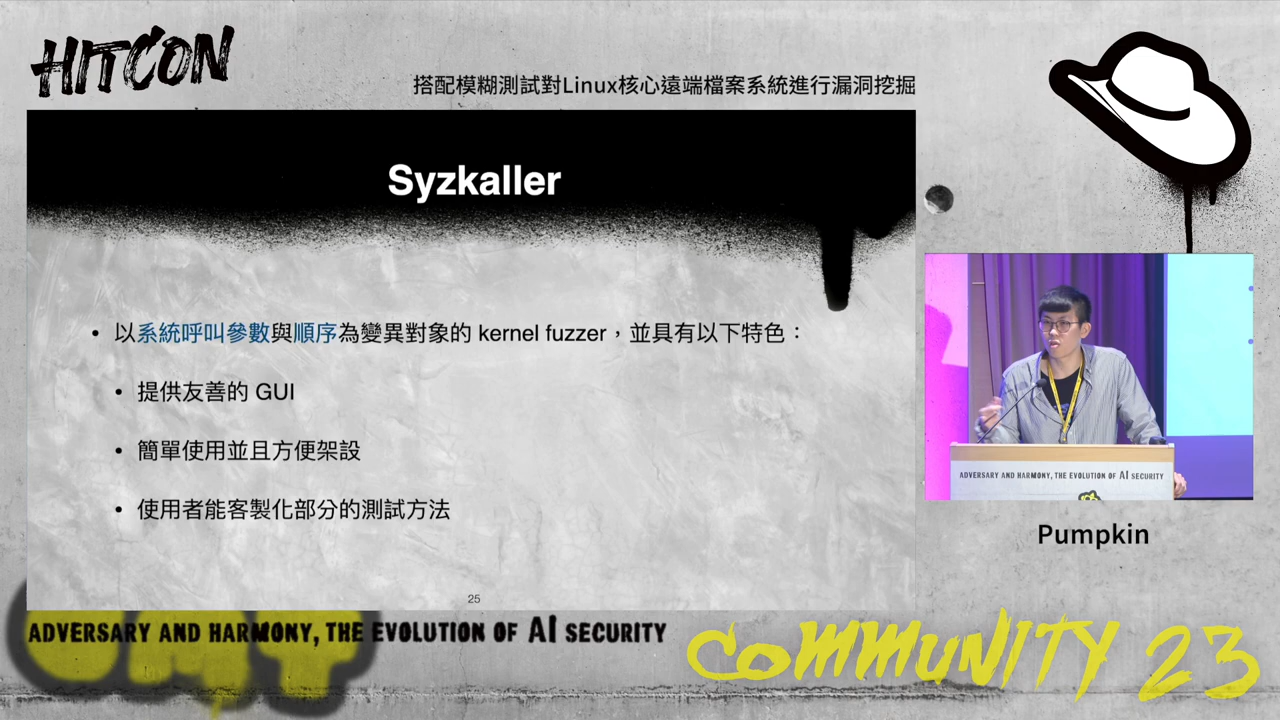 HITCON
搭配模糊測試對Linux核心遠端檔案系統進行漏洞挖掘
Syzkaller
• 以系統呼叫參數與順序為變異對象的 kernel fuzzer，並具有以下特色：
• 提供友善的 GUI
• 簡單使用並且方便架設
• 使用者能客製化部分的測試方法
25
ADVERSARY AND HARMONY, THE EVOLUTION OF AI SECURITY
Pumpkin
ADVERSARY AND HARMONY, THE EVOLUTION OF AI SECURITY
COMMUNITY 23